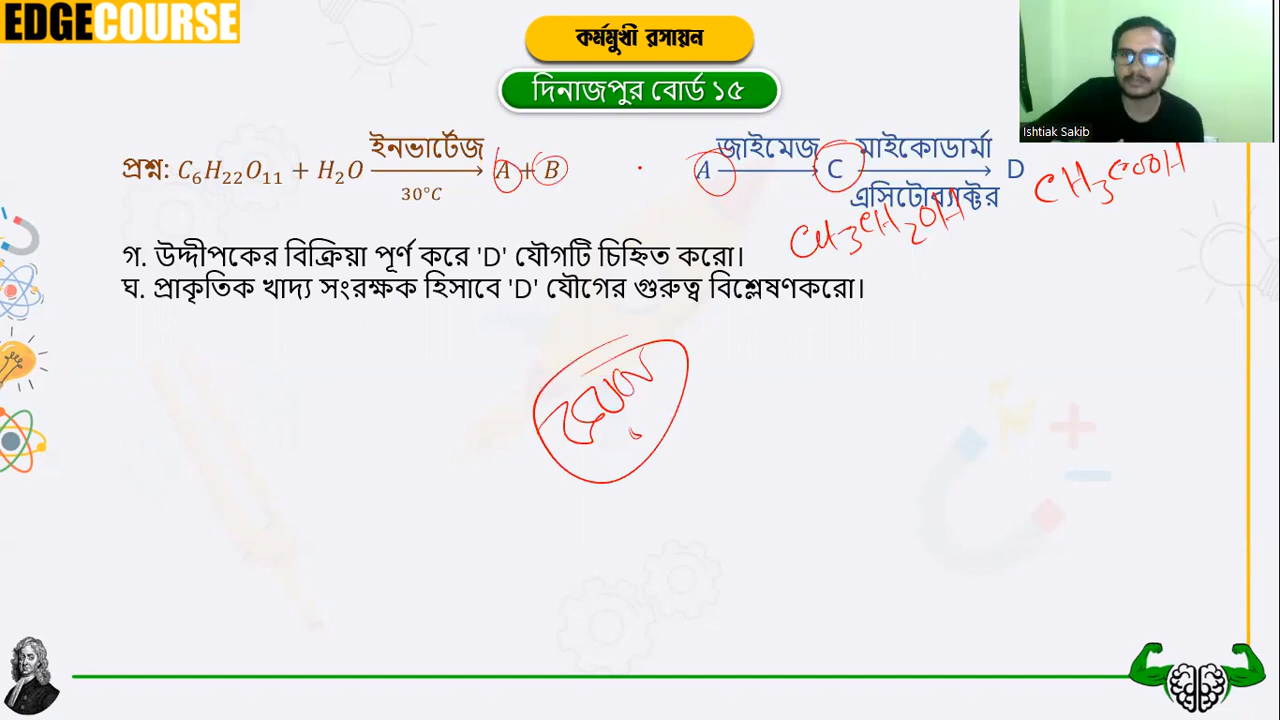 EDGECOURSE
কর্মমুখী রসায়ন
দিনাজপুর বোর্ড ১৫
Ishtiak Sakib
প্রশ্ন: C₆H₂₂O₁₁ + H₂O ইনভার্টেজ 30°C A + B
A জাইমেজ C মাইকোডার্মা এসিটোব্যাক্টর D
CH₃CH₂OH
CH₃COOH
গ. উদ্দীপকের বিক্রিয়া পূর্ণ করে 'D' যৌগটি চিহ্নিত করো।
ঘ. প্রাকৃতিক খাদ্য সংরক্ষক হিসাবে 'D' যৌগের গুরুত্ব বিশ্লেষণকরো।